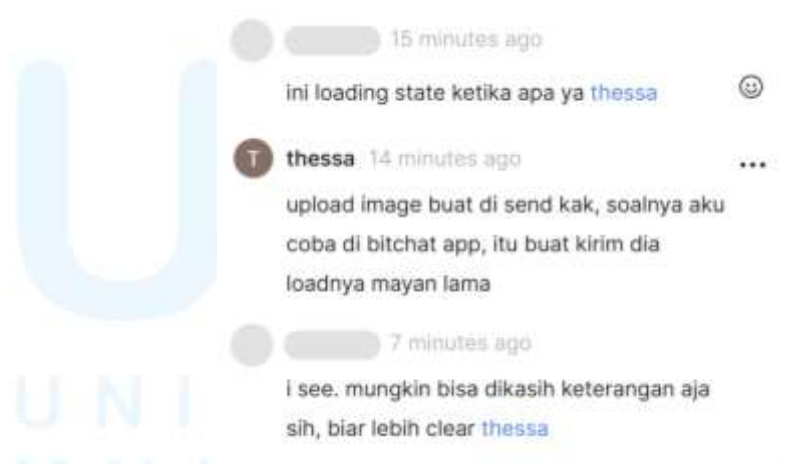 15 minutes ago
ini loading state ketika apa ya thessa
T thessa 14 minutes ago
upload image buat di send kak, soalnya aku
coba di bitchat app, itu buat kirim dia
loadnya mayan lama
7 minutes ago
i see. mungkin bisa dikasih keterangan aja
sih, biar lebih clear thessa
U
UNI